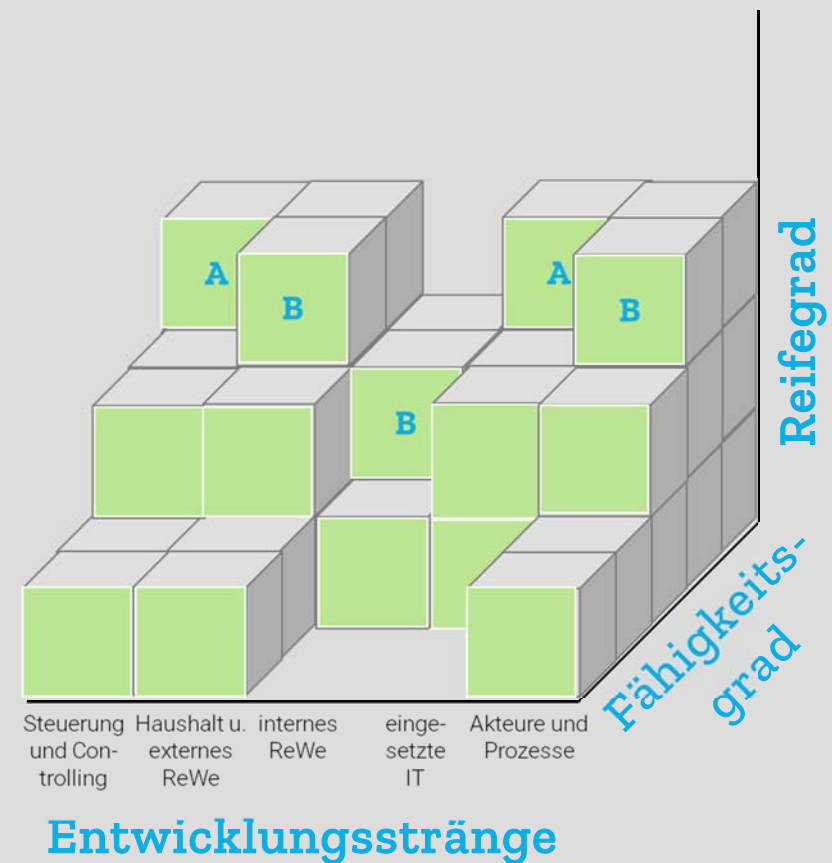 A
B
A
B
B
Reifegrad
Fähigkeits-
grad
Steuerung
und Con-
trolling
Haushalt u.
externes
ReWe
internes
ReWe
einge-
setzte
IT
Akteure und
Prozesse
Entwicklungsstränge